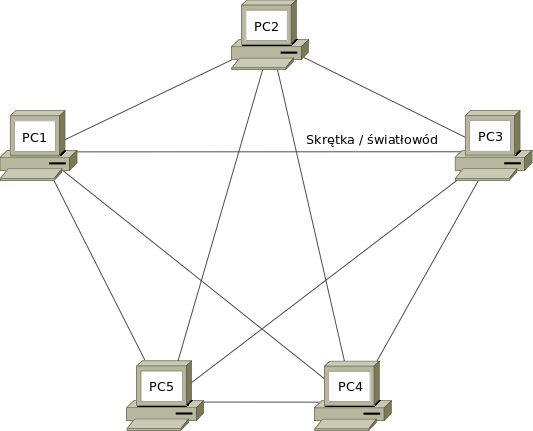 PC2
PC1
Skrętka / światłowód
PC3
PC5
PC4